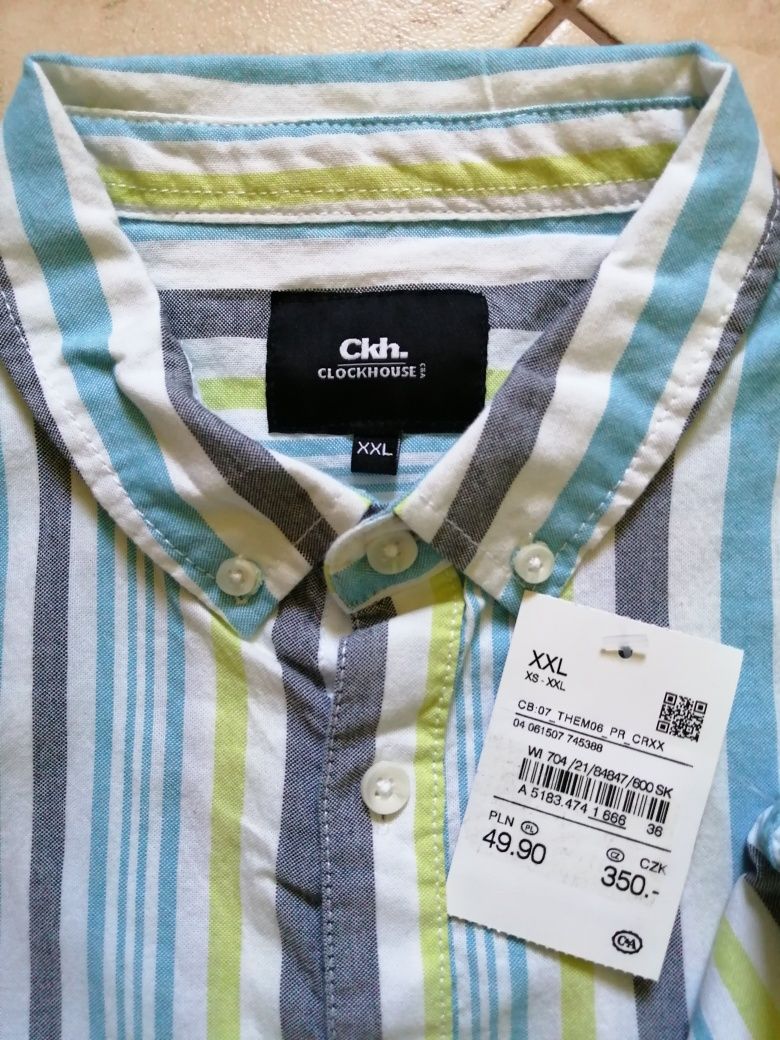 Ckh.
CLOCKHOUSE C&A
XXL
XXL
XS - XXL
CB:07_THEM06_PR_CRXX
04 061507 745388
WI 704 /21/84847/600 SK
A 5183.474 1 666 36
PLN PL
49.90
CZ CZK
350.-
C&A